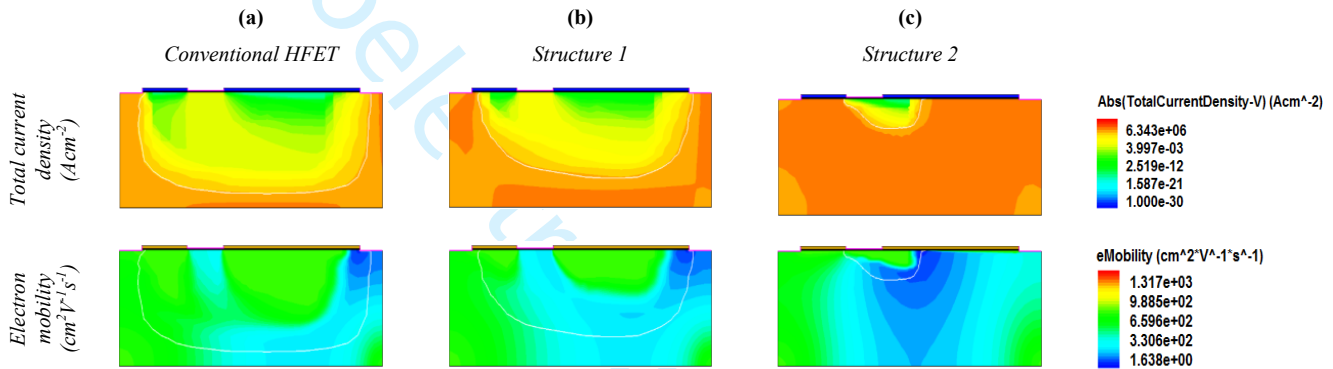 (a)
(b)
(c)
Conventional HFET
Structure 1
Structure 2
Total current
density
(Acm⁻²)
Abs(TotalCurrentDensity-V) (Acm^-2)
6.343e+06
3.997e-03
2.519e-12
1.587e-21
1.000e-30
Electron
mobility
(cm²V⁻¹s⁻¹)
eMobility (cm^2*V^-1*s^-1)
1.317e+03
9.885e+02
6.596e+02
3.306e+02
1.638e+00